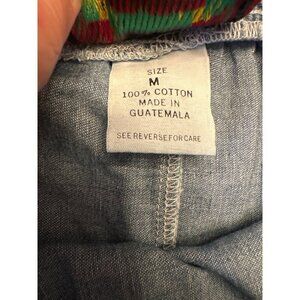 SIZE
M
100% COTTON
MADE IN
GUATEMALA
SEE REVERSE FOR CARE